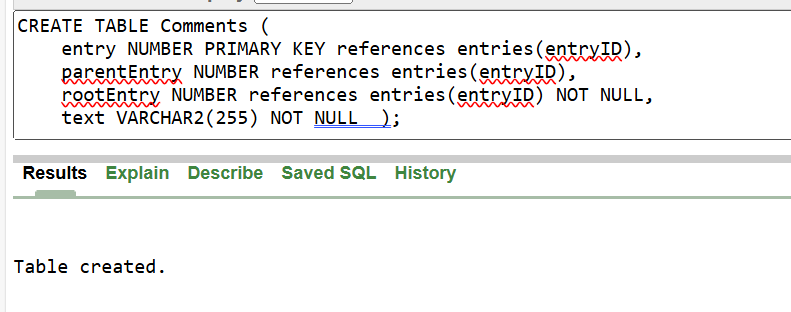 CREATE TABLE Comments (
    entry NUMBER PRIMARY KEY references entries(entryID),
    parentEntry NUMBER references entries(entryID),
    rootEntry NUMBER references entries(entryID) NOT NULL,
    text VARCHAR2(255) NOT NULL  );
Results Explain Describe Saved SQL History
Table created.